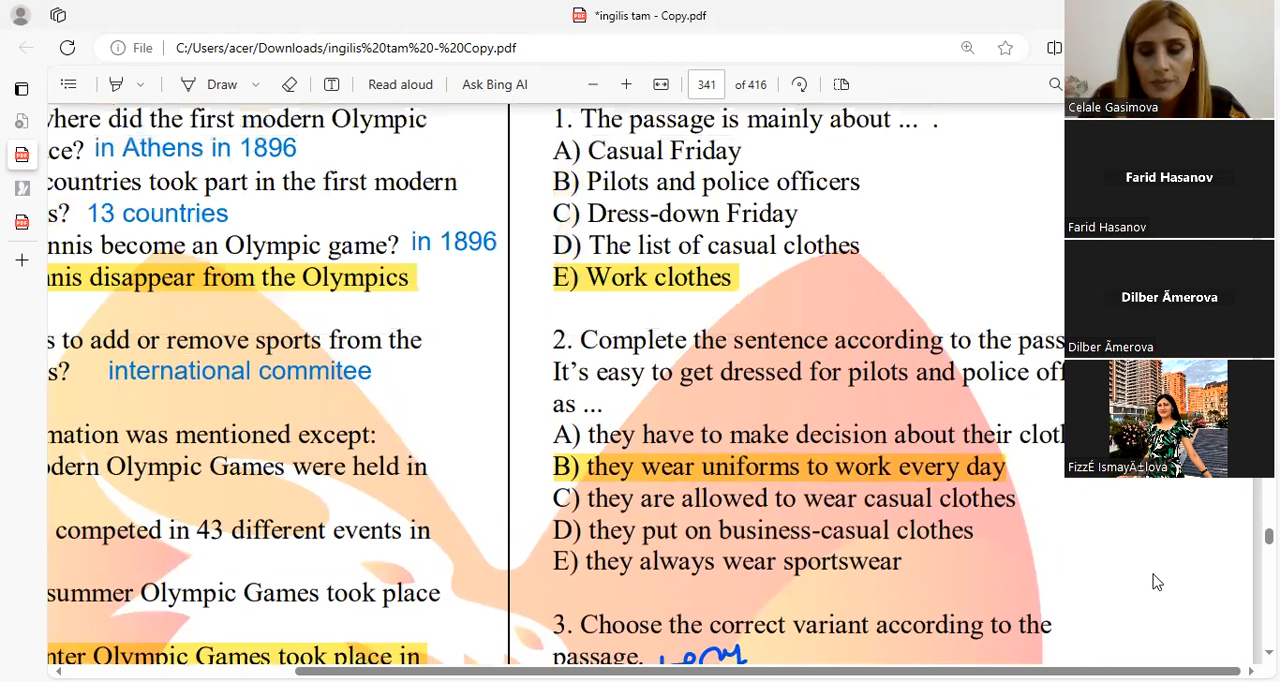 *ingilis tam - Copy.pdf
File C:/Users/acer/Downloads/ingilis%20tam%20-%20Copy.pdf
Draw Read aloud Ask Bing AI 341 of 416
where did the first modern Olympic
ce? in Athens in 1896
countries took part in the first modern
s? 13 countries
nnis become an Olympic game? in 1896
nnis disappear from the Olympics
s to add or remove sports from the
s? international commitee
mation was mentioned except:
dern Olympic Games were held in
competed in 43 different events in
summer Olympic Games took place
nter Olympic Games took place in
1. The passage is mainly about ... .
A) Casual Friday
B) Pilots and police officers
C) Dress-down Friday
D) The list of casual clothes
E) Work clothes
2. Complete the sentence according to the pass
It’s easy to get dressed for pilots and police off
as ...
A) they have to make decision about their cloth
B) they wear uniforms to work every day
C) they are allowed to wear casual clothes
D) they put on business-casual clothes
E) they always wear sportswear
3. Choose the correct variant according to the
passage.
Celale Gasimova
Farid Hasanov
Farid Hasanov
Dilber Ãmerova
Dilber Ãmerova
FizzÉ IsmayÄ±lova